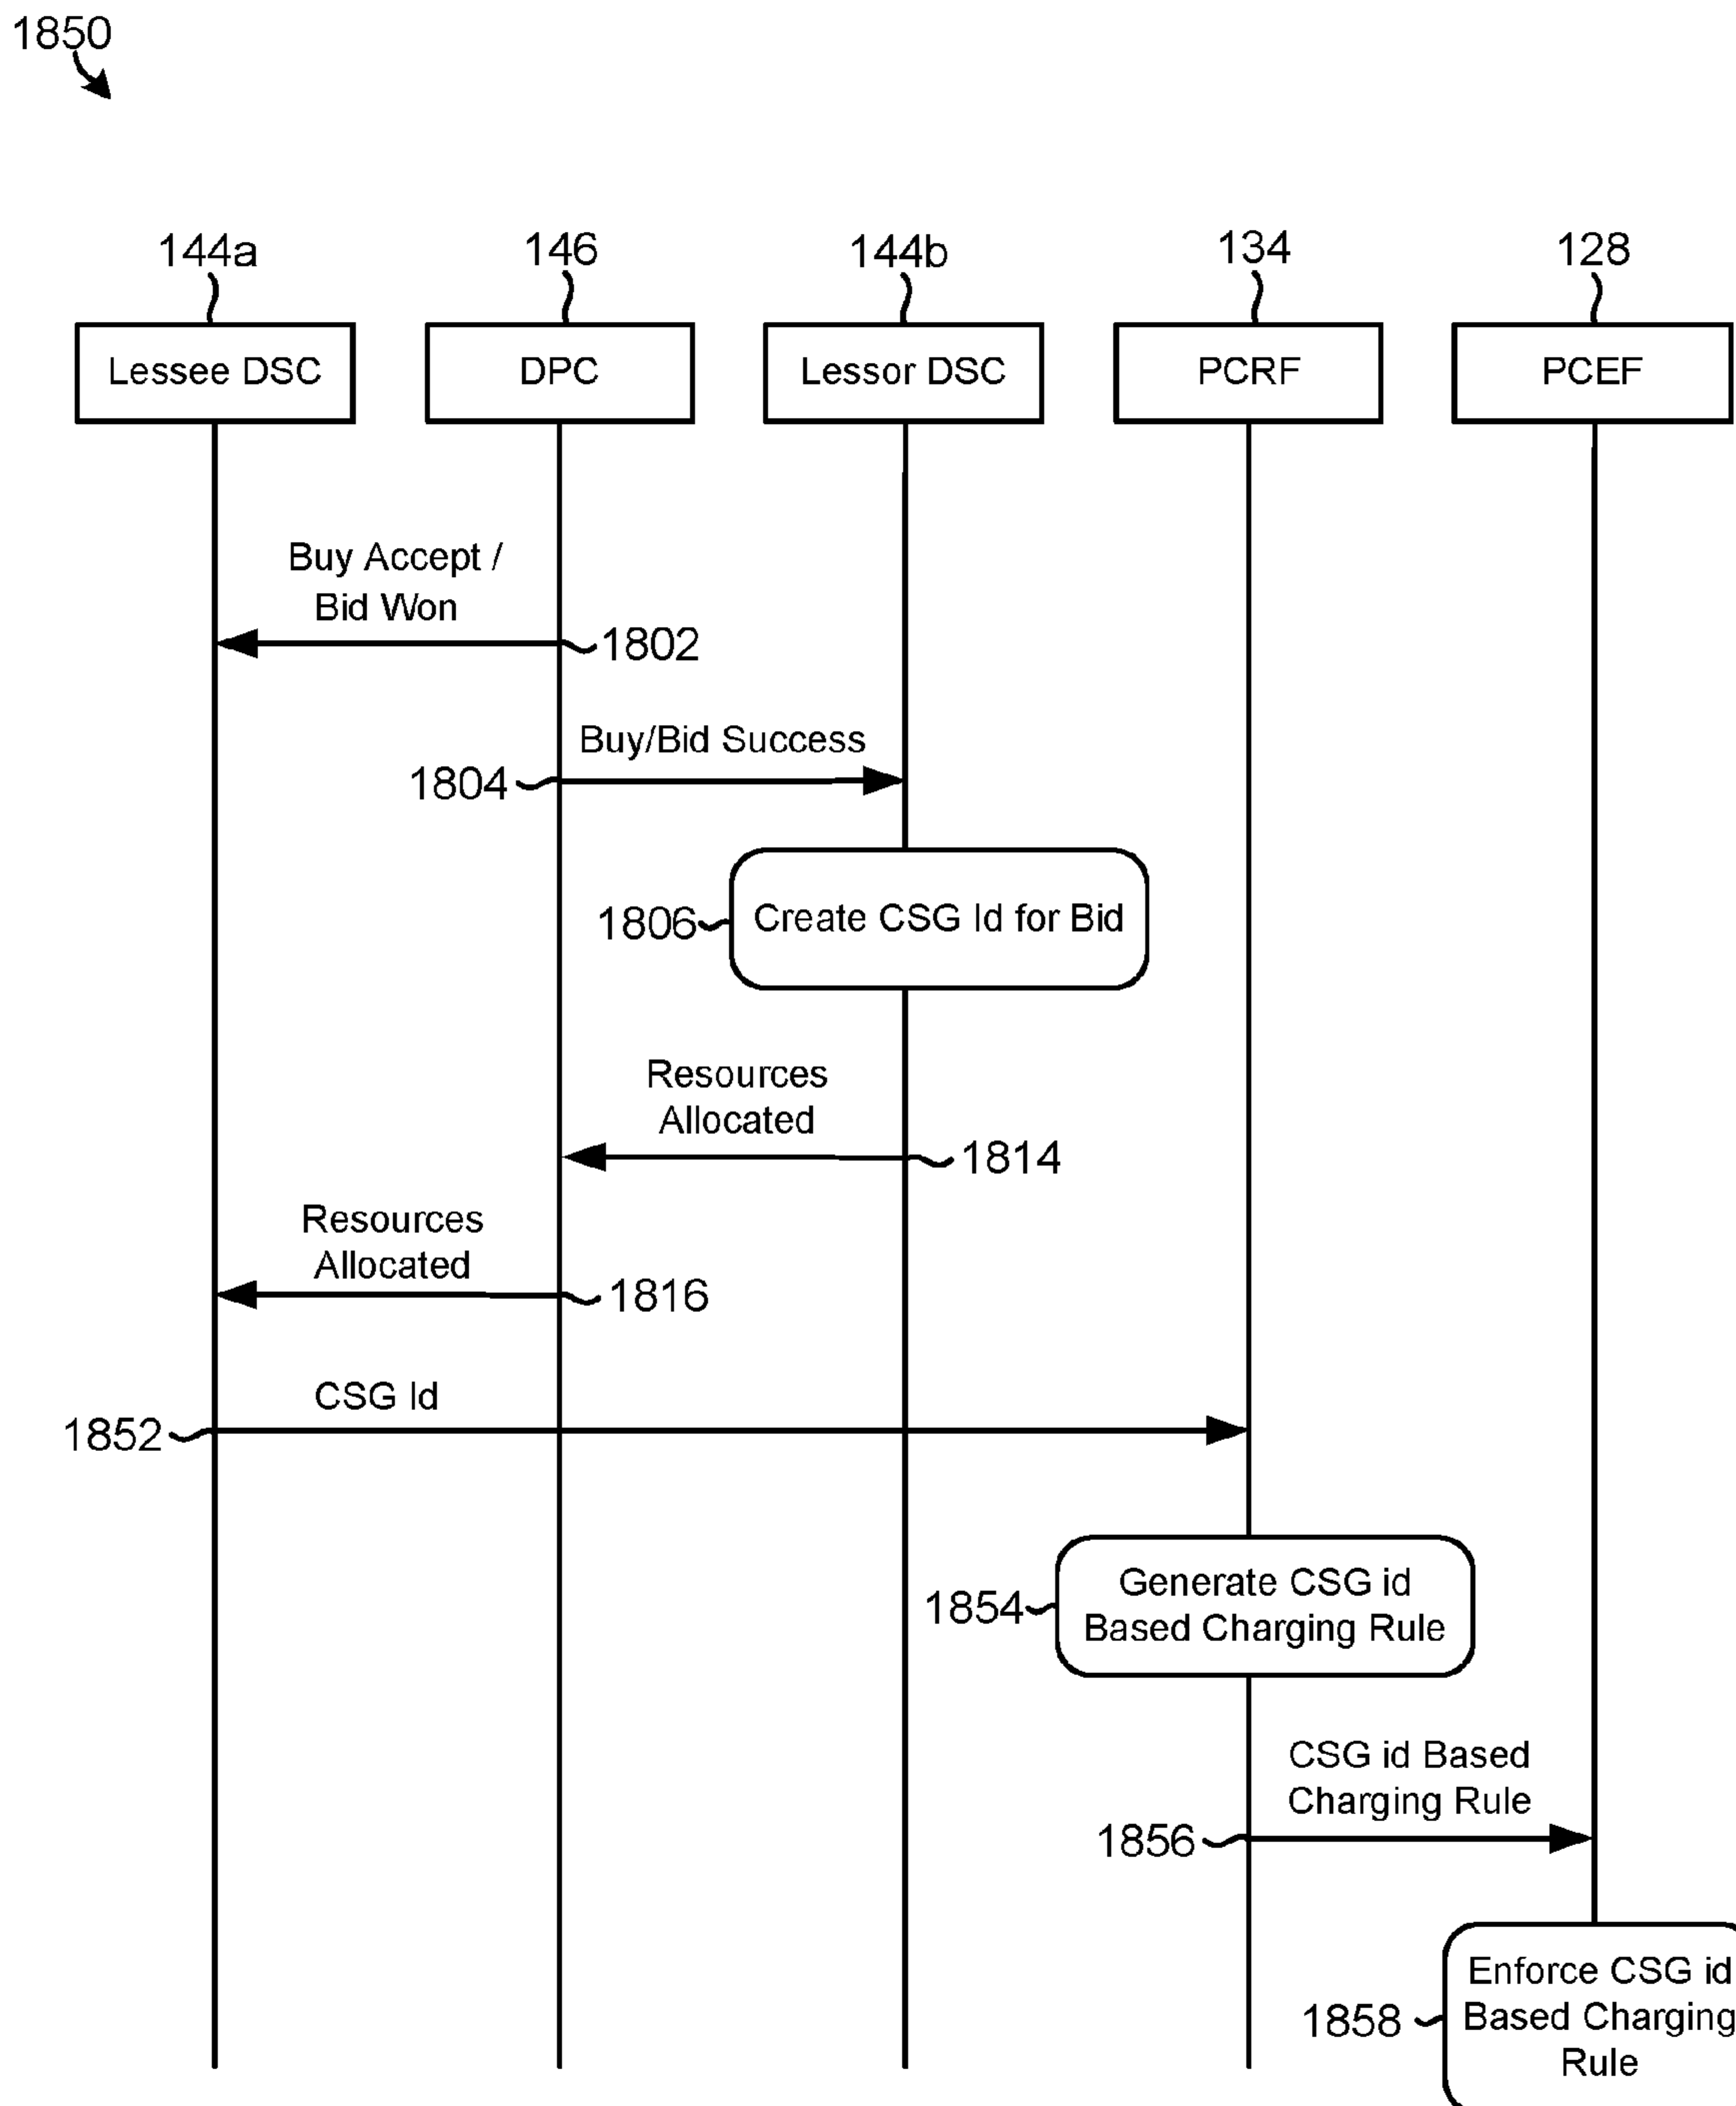 1850
144a
146
144b
134
128
Lessee DSC
DPC
Lessor DSC
PCRF
PCEF
Buy Accept /
Bid Won
1802
Buy/Bid Success
1804
1806
Create CSG Id for Bid
Resources
Allocated
1814
Resources
Allocated
1816
CSG Id
1852
Generate CSG id
Based Charging Rule
1854
CSG id Based
Charging Rule
1856
Enforce CSG id
Based Charging
Rule
1858